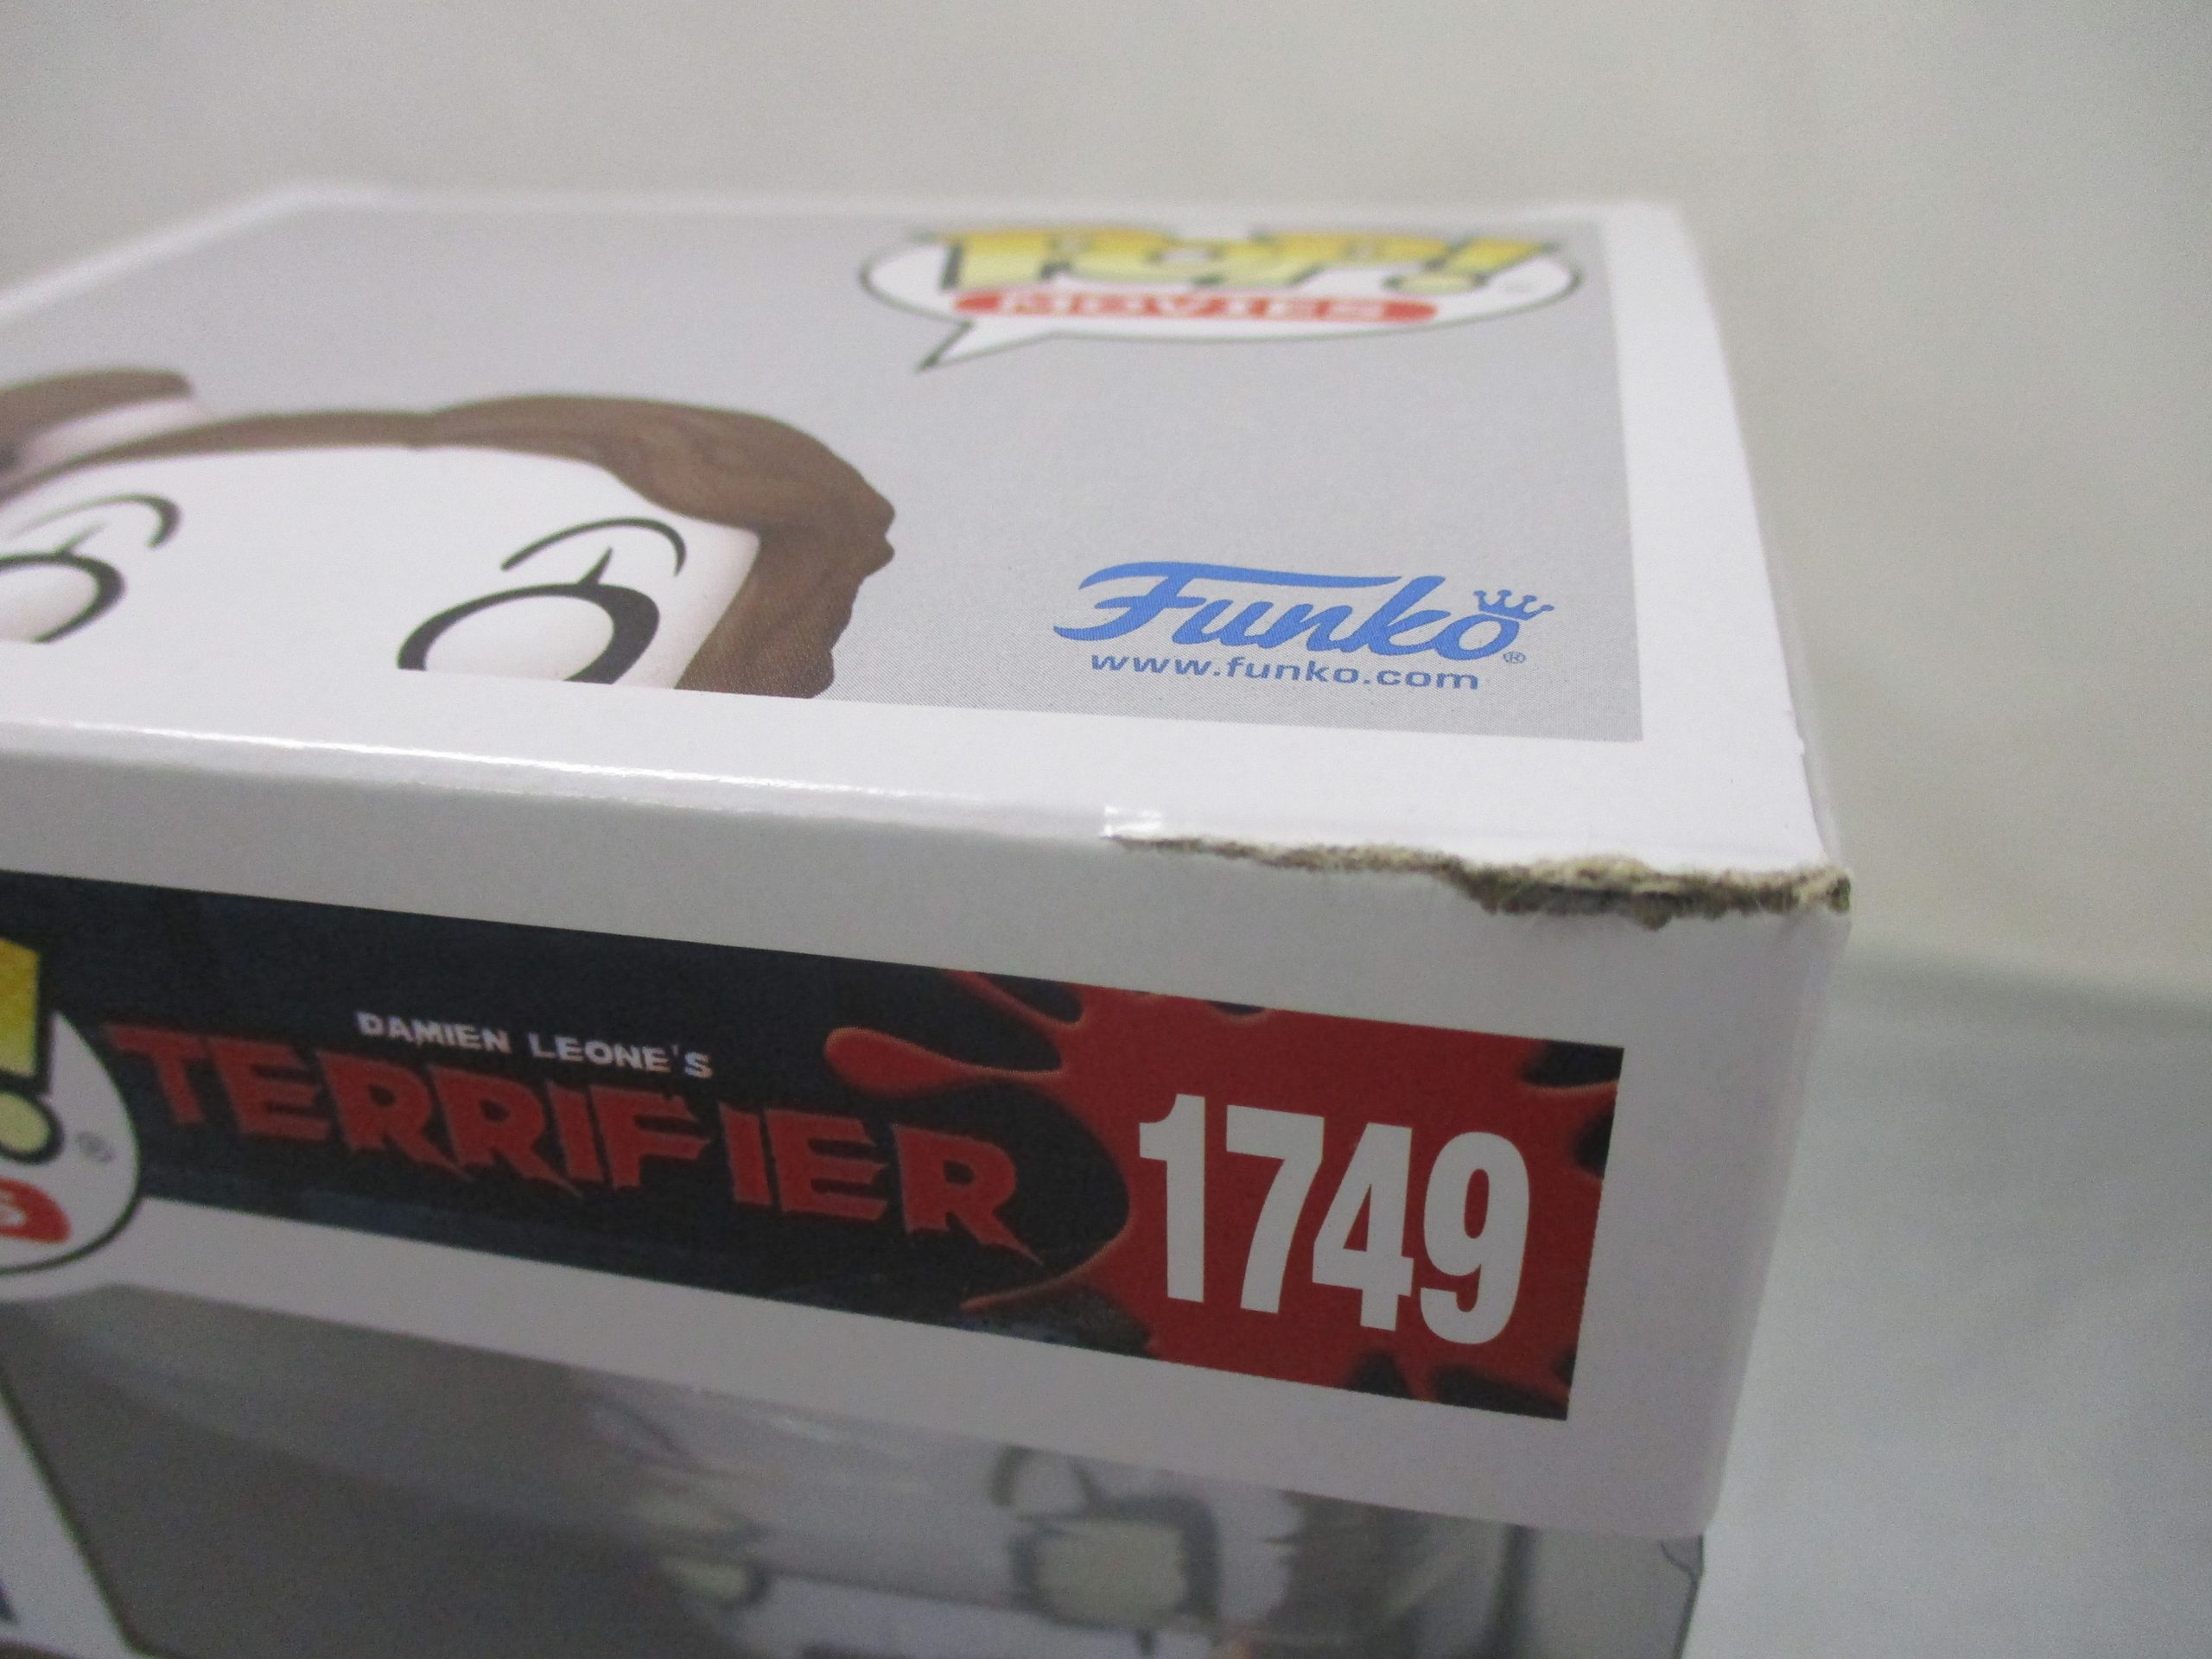 POP!
MOVIES
Funko®
www.funko.com
DAMIEN LEONE'S
TERRIFIER
1749
!
®
S